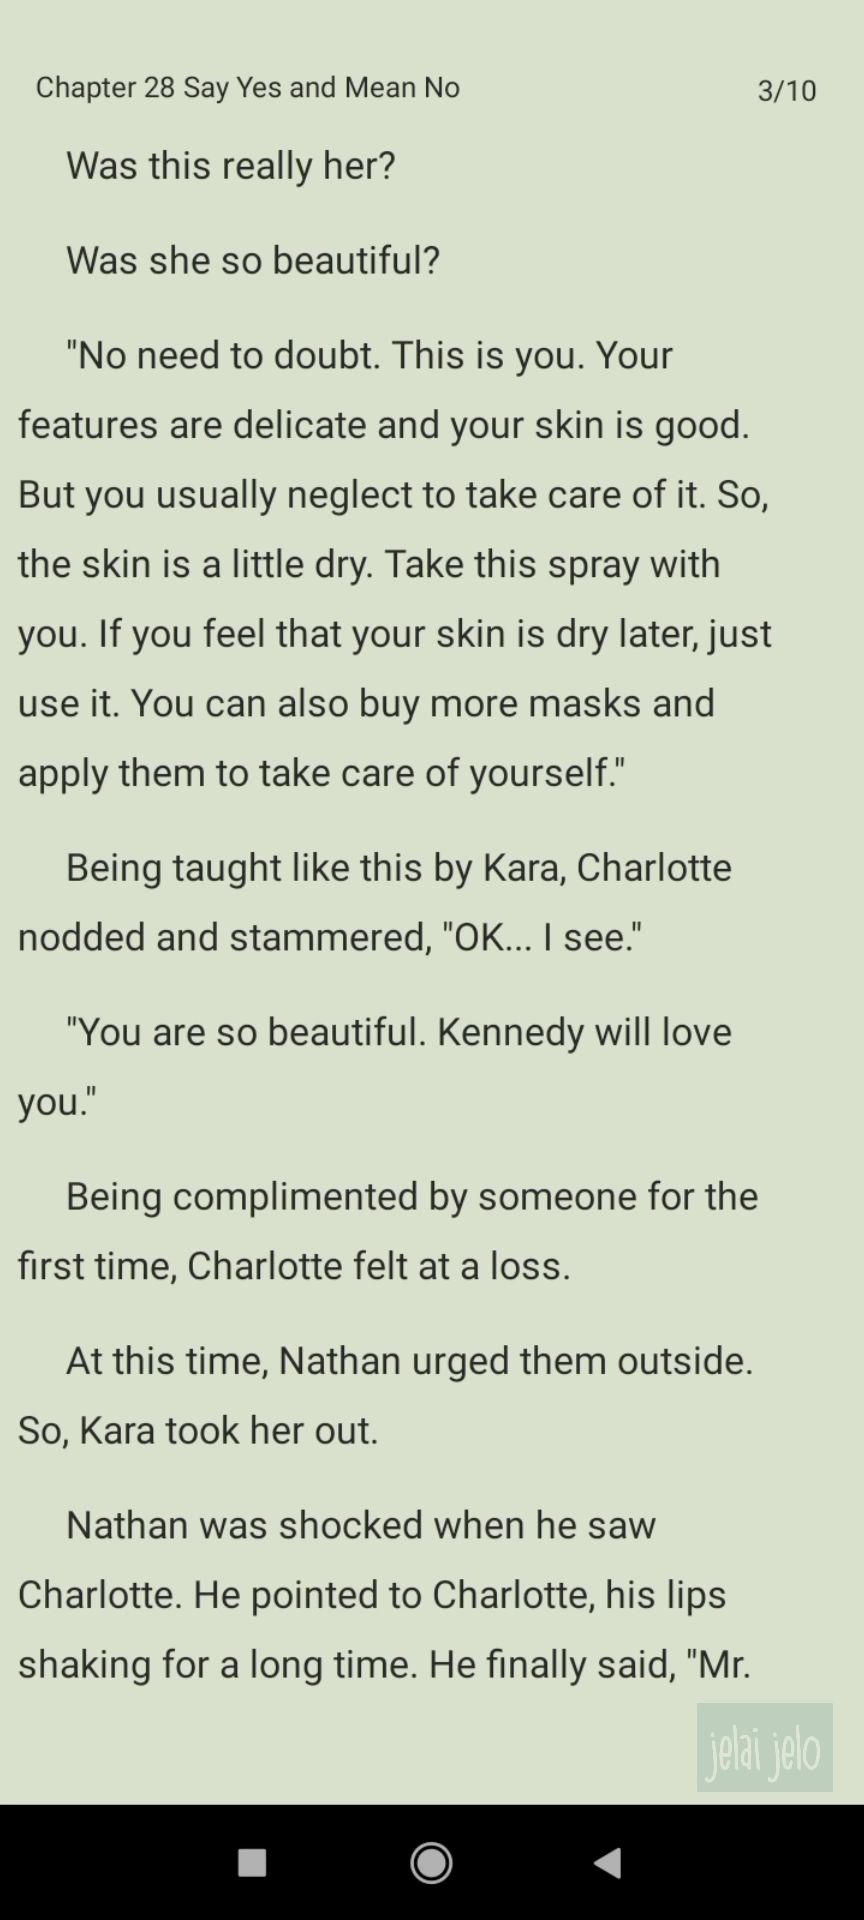 Chapter 28 Say Yes and Mean No
3/10
Was this really her?
Was she so beautiful?
"No need to doubt. This is you. Your
features are delicate and your skin is good.
But you usually neglect to take care of it. So,
the skin is a little dry. Take this spray with
you. If you feel that your skin is dry later, just
use it. You can also buy more masks and
apply them to take care of yourself."
Being taught like this by Kara, Charlotte
nodded and stammered, "OK... I see."
"You are so beautiful. Kennedy will love
you."
Being complimented by someone for the
first time, Charlotte felt at a loss.
At this time, Nathan urged them outside.
So, Kara took her out.
Nathan was shocked when he saw
Charlotte. He pointed to Charlotte, his lips
shaking for a long time. He finally said, "Mr.
jelai jelo